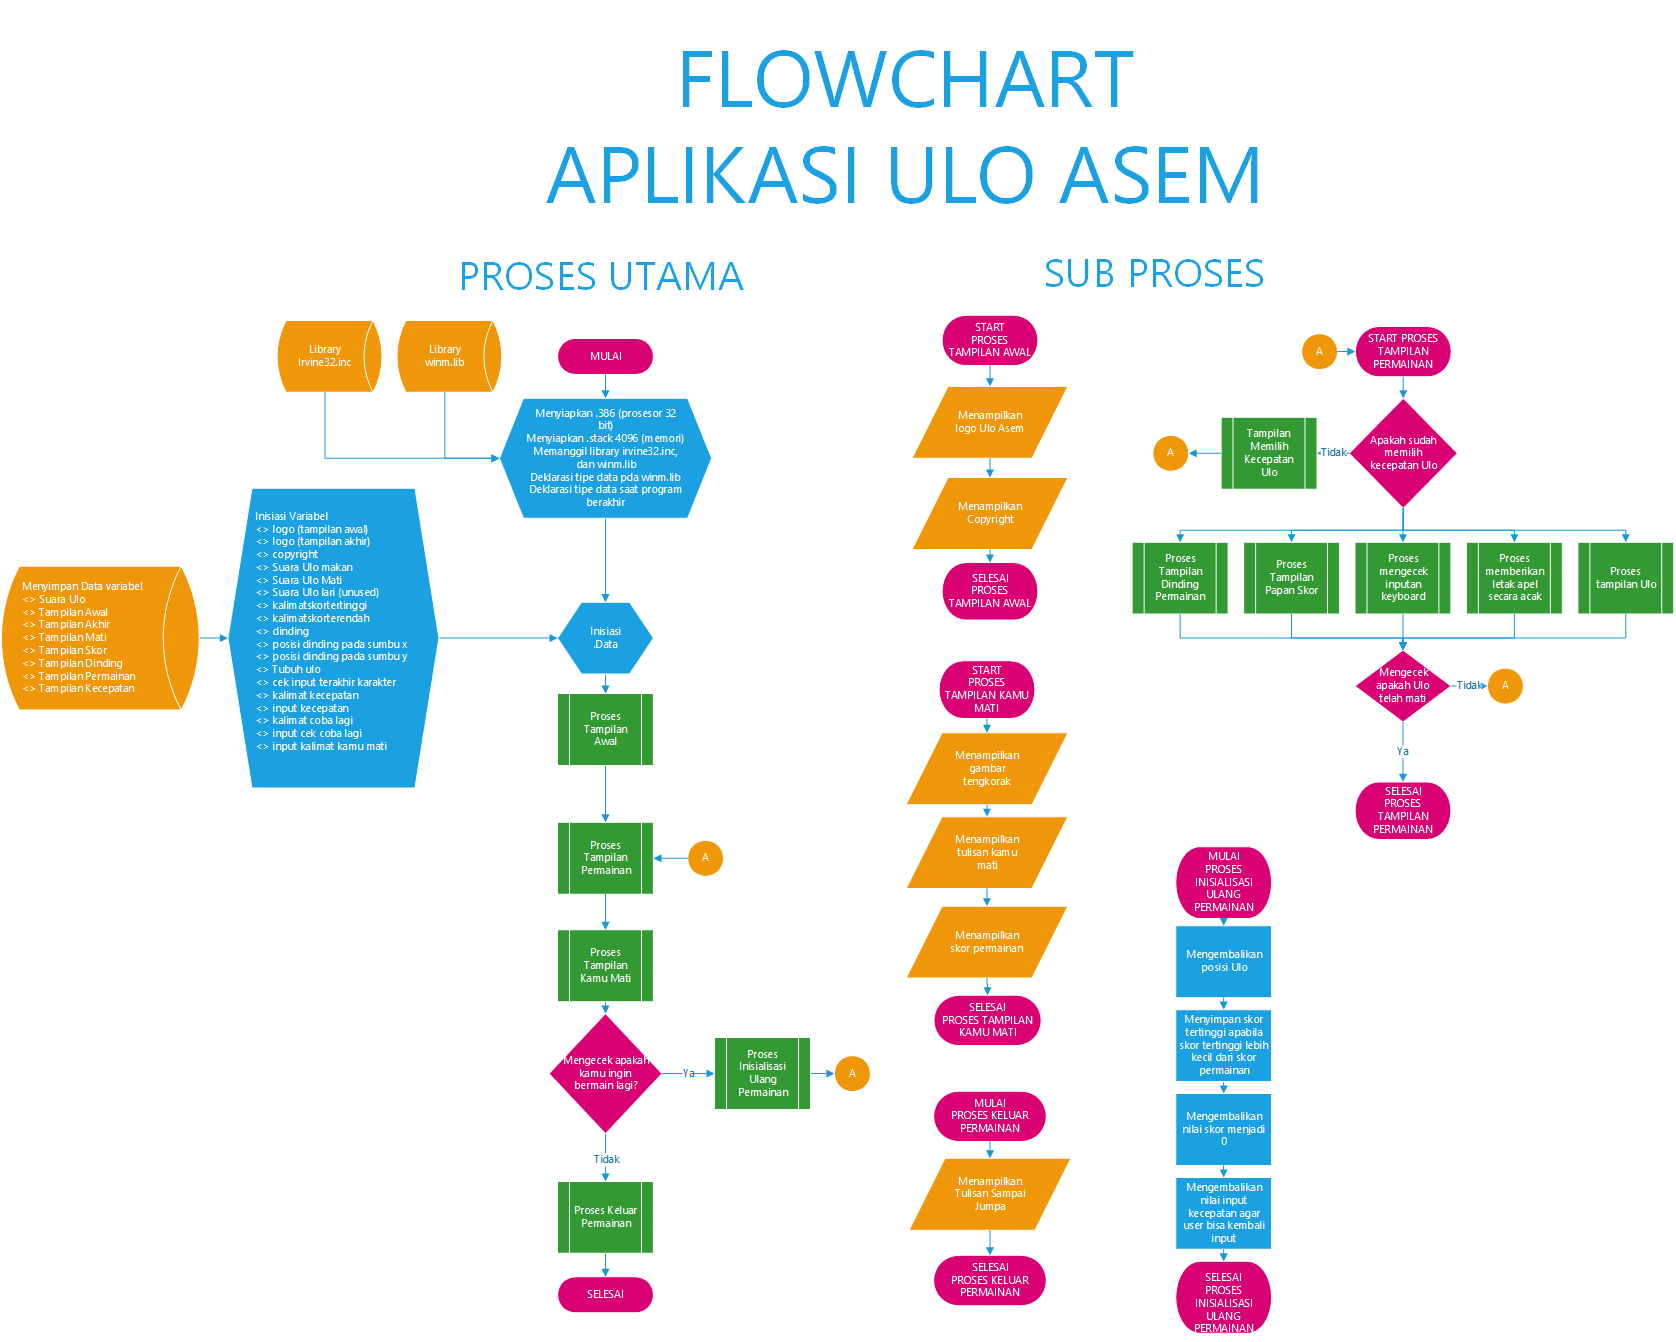 FLOWCHART
APLIKASI ULO ASEM
PROSES UTAMA
Library
Irvine32.inc
Library
winm.lib
MULAI
Menyiapkan .386 (prosesor 32
bit)
Menyiapkan .stack 4096 (memori)
Memanggil library irvine32.inc,
dan winm.lib
Deklarasi tipe data pda winm.lib
Deklarasi tipe data saat program
berakhir
Menyimpan Data variabel
<> Suara Ulo
<> Tampilan Awal
<> Tampilan Akhir
<> Tampilan Mati
<> Tampilan Skor
<> Tampilan Dinding
<> Tampilan Permainan
<> Tampilan Kecepatan
Inisiasi Variabel
<> logo (tampilan awal)
<> logo (tampilan akhir)
<> copyright
<> Suara Ulo makan
<> Suara Ulo Mati
<> Suara Ulo lari (unused)
<> kalimatskortertinggi
<> kalimatskorterendah
<> dinding
<> posisi dinding pada sumbu x
<> posisi dinding pada sumbu y
<> Tubuh ulo
<> cek input terakhir karakter
<> kalimat kecepatan
<> input kecepatan
<> kalimat coba lagi
<> input cek coba lagi
<> input kalimat kamu mati
Inisiasi
.Data
Proses
Tampilan
Awal
Proses
Tampilan
Permainan
A
Proses
Tampilan
Kamu Mati
Mengecek apakah
kamu ingin
bermain lagi?
Ya
Proses
Inisialisasi
Ulang
Permainan
A
Tidak
Proses Keluar
Permainan
SELESAI
SUB PROSES
START
PROSES
TAMPILAN AWAL
Menampilkan
logo Ulo Asem
Menampilkan
Copyright
SELESAI
PROSES
TAMPILAN AWAL
START
PROSES
TAMPILAN KAMU
MATI
Menampilkan
gambar
tengkorak
Menampilkan
tulisan kamu
mati
Menampilkan
skor permainan
SELESAI
PROSES TAMPILAN
KAMU MATI
MULAI
PROSES KELUAR
PERMAINAN
Menampilkan
Tulisan Sampai
Jumpa
SELESAI
PROSES KELUAR
PERMAINAN
A
START PROSES
TAMPILAN
PERMAINAN
Apakah sudah
memilih
kecepatan Ulo
Tidak
Tampilan
Memilih
Kecepatan
Ulo
A
Proses
Tampilan
Dinding
Permainan
Proses
Tampilan
Papan Skor
Proses
mengecek
inputan
keyboard
Proses
memberikan
letak apel
secara acak
Proses
tampilan Ulo
Mengecek
apakah Ulo
telah mati
Tidak
A
Ya
SELESAI
PROSES
TAMPILAN
PERMAINAN
MULAI
PROSES
INISIALISASI
ULANG
PERMAINAN
Mengembalikan
posisi Ulo
Menyimpan skor
tertinggi apabila
skor tertinggi lebih
kecil dari skor
permainan
Mengembalikan
nilai skor menjadi
0
Mengembalikan
nilai input
kecepatan agar
user bisa kembali
input
SELESAI
PROSES
INISIALISASI
ULANG
PERMAINAN